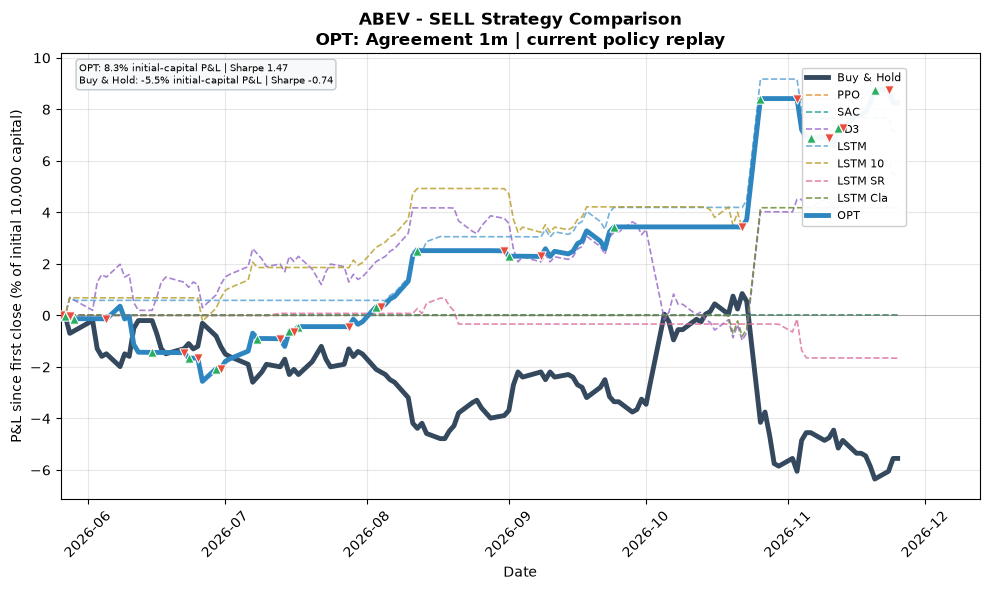 ABEV - SELL Strategy Comparison
OPT: Agreement 1m | current policy replay
OPT: 8.3% initial-capital P&L | Sharpe 1.47
Buy & Hold: -5.5% initial-capital P&L | Sharpe -0.74
Buy & Hold
PPO
SAC
LSTM
LSTM 10
LSTM SR
LSTM Cla
OPT
P&L since first close (% of initial 10,000 capital)
10
8
6
4
2
0
−2
−4
−6
2026-06
2026-07
2026-08
2026-09
2026-10
2026-11
2026-12
Date